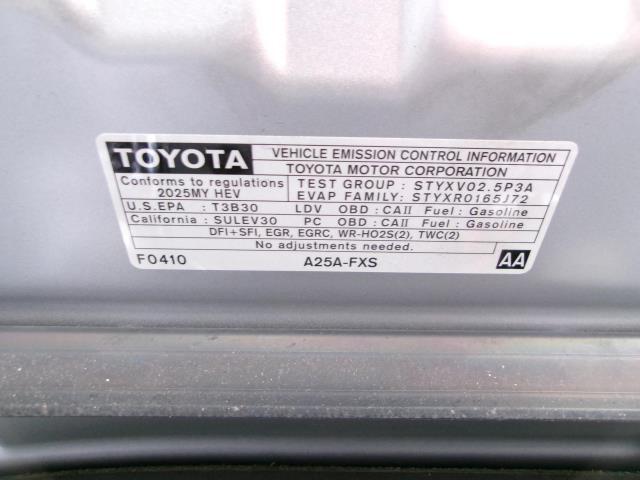 TOYOTA VEHICLE EMISSION CONTROL INFORMATION
TOYOTA MOTOR CORPORATION
Conforms to regulations TEST GROUP : STYXV02.5P3A
2025MY HEV EVAP FAMILY: STYXR0165J72
U.S.EPA : T3B30 LDV OBD : CAII Fuel : Gasoline
California : SULEV30 PC OBD : CAII Fuel : Gasoline
DFI+SFI, EGR, EGRC, WR-HO2S(2), TWC(2)
No adjustments needed.
F0410 A25A-FXS AA